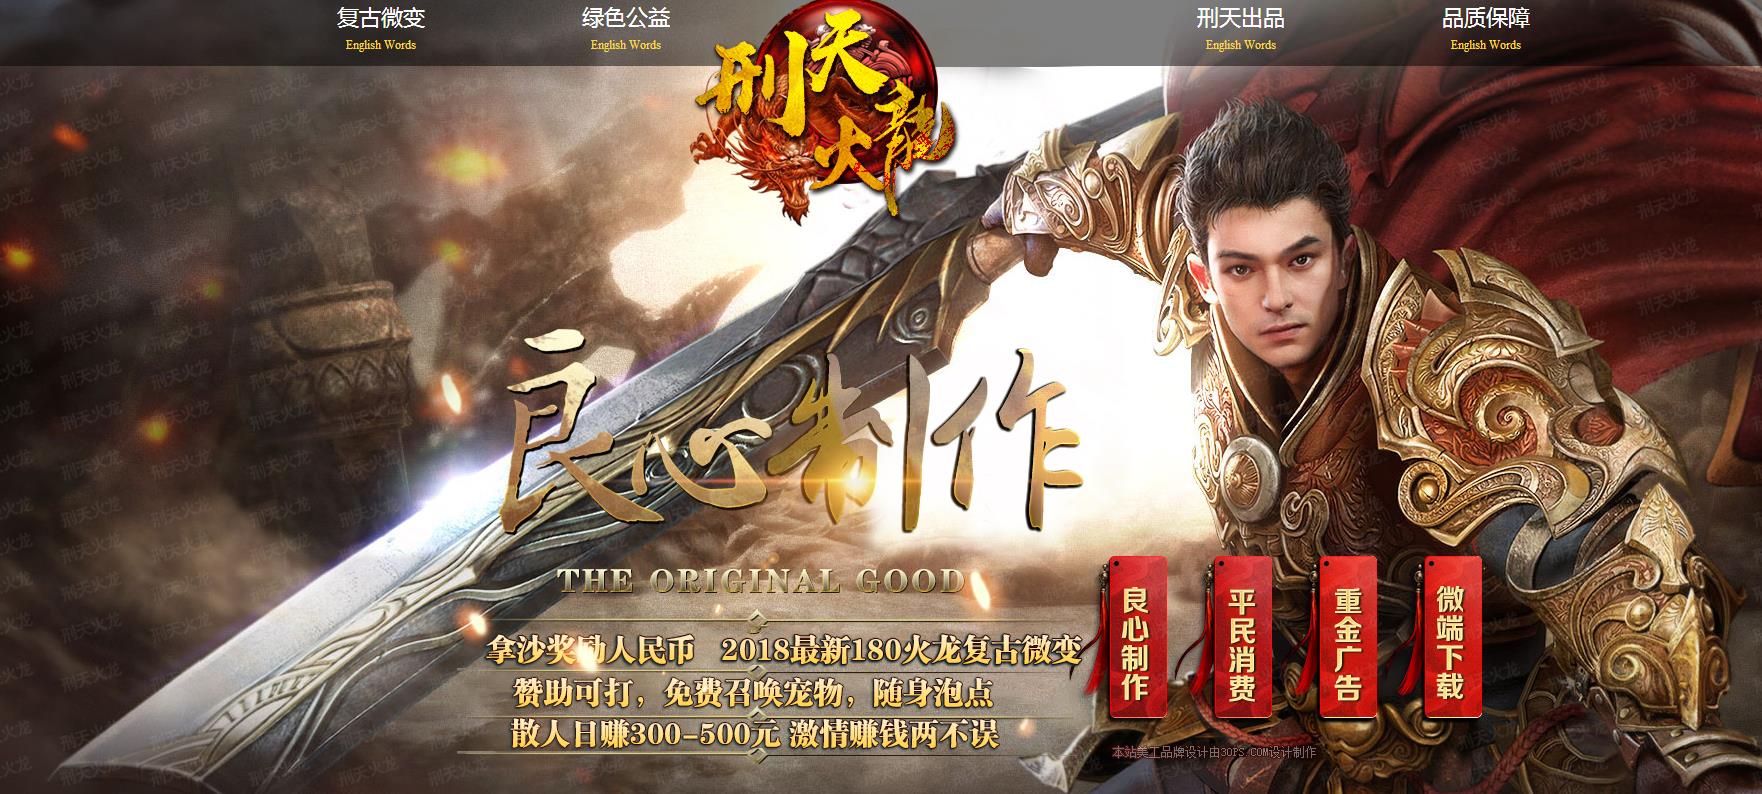 复古微变
English Words
绿色公益
English Words
刑天火龍
刑天出品
English Words
品质保障
English Words
良心制作
THE ORIGINAL GOOD
拿沙奖励人民币 2018最新180火龙复古微变
赞助可打，免费召唤宠物，随身泡点
散人日赚300-500元 激情赚钱两不误
良心制作
平民消费
重金广告
微端下载
本站美工品牌设计由3OPS.COM设计制作
刑天火龙